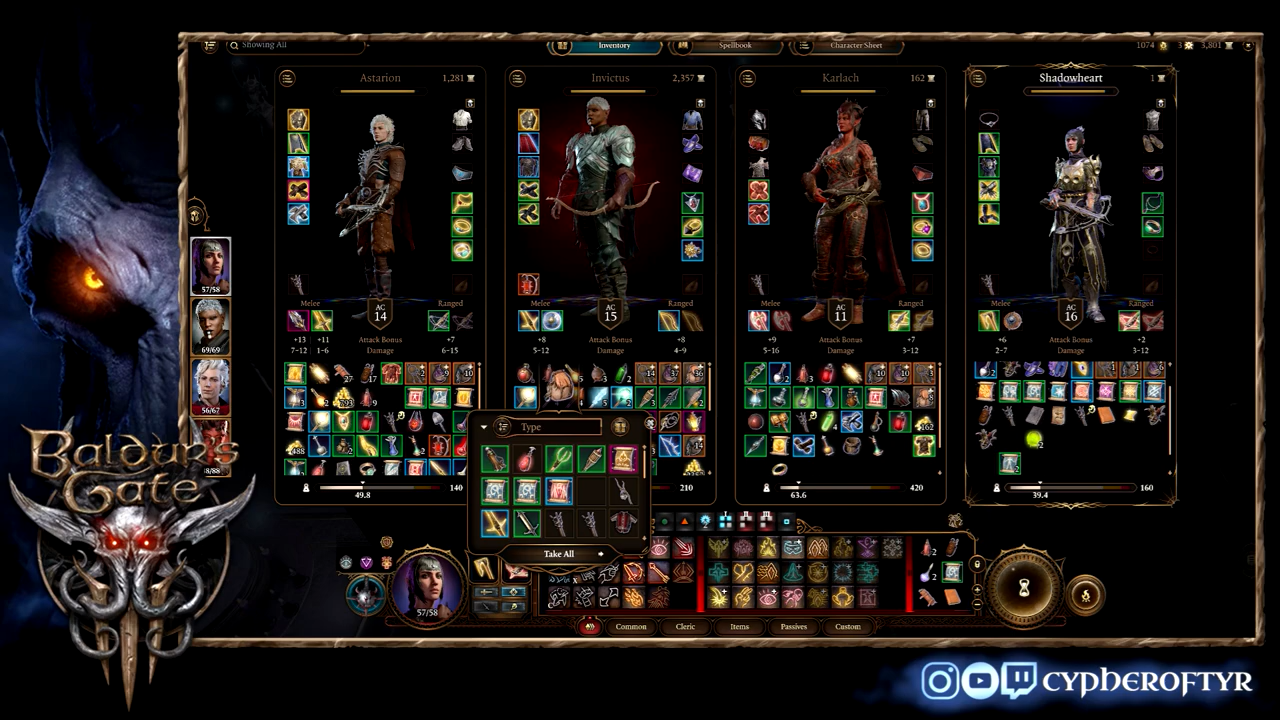 Showing All
Inventory
Spellbook
Character Sheet
1074
3
3,801
Astarion
1,281
Invictus
2,357
Karlach
162
Shadowheart
1
57/58
69/69
56/67
88/88
Melee
AC
14
Ranged
+13
+11
Attack Bonus
+7
7-12
1-6
Damage
6-15
Melee
AC
15
Ranged
+8
Attack Bonus
+8
5-12
Damage
4-9
Melee
AC
11
Ranged
+9
Attack Bonus
+7
5-16
Damage
3-12
Melee
AC
16
Ranged
+6
Attack Bonus
+2
2-7
Damage
3-12
Type
49.8
140
210
63.6
420
39.4
160
Take All
57/58
Common
Cleric
Items
Passives
Custom
Baldur's
Gate
cypheroftyr